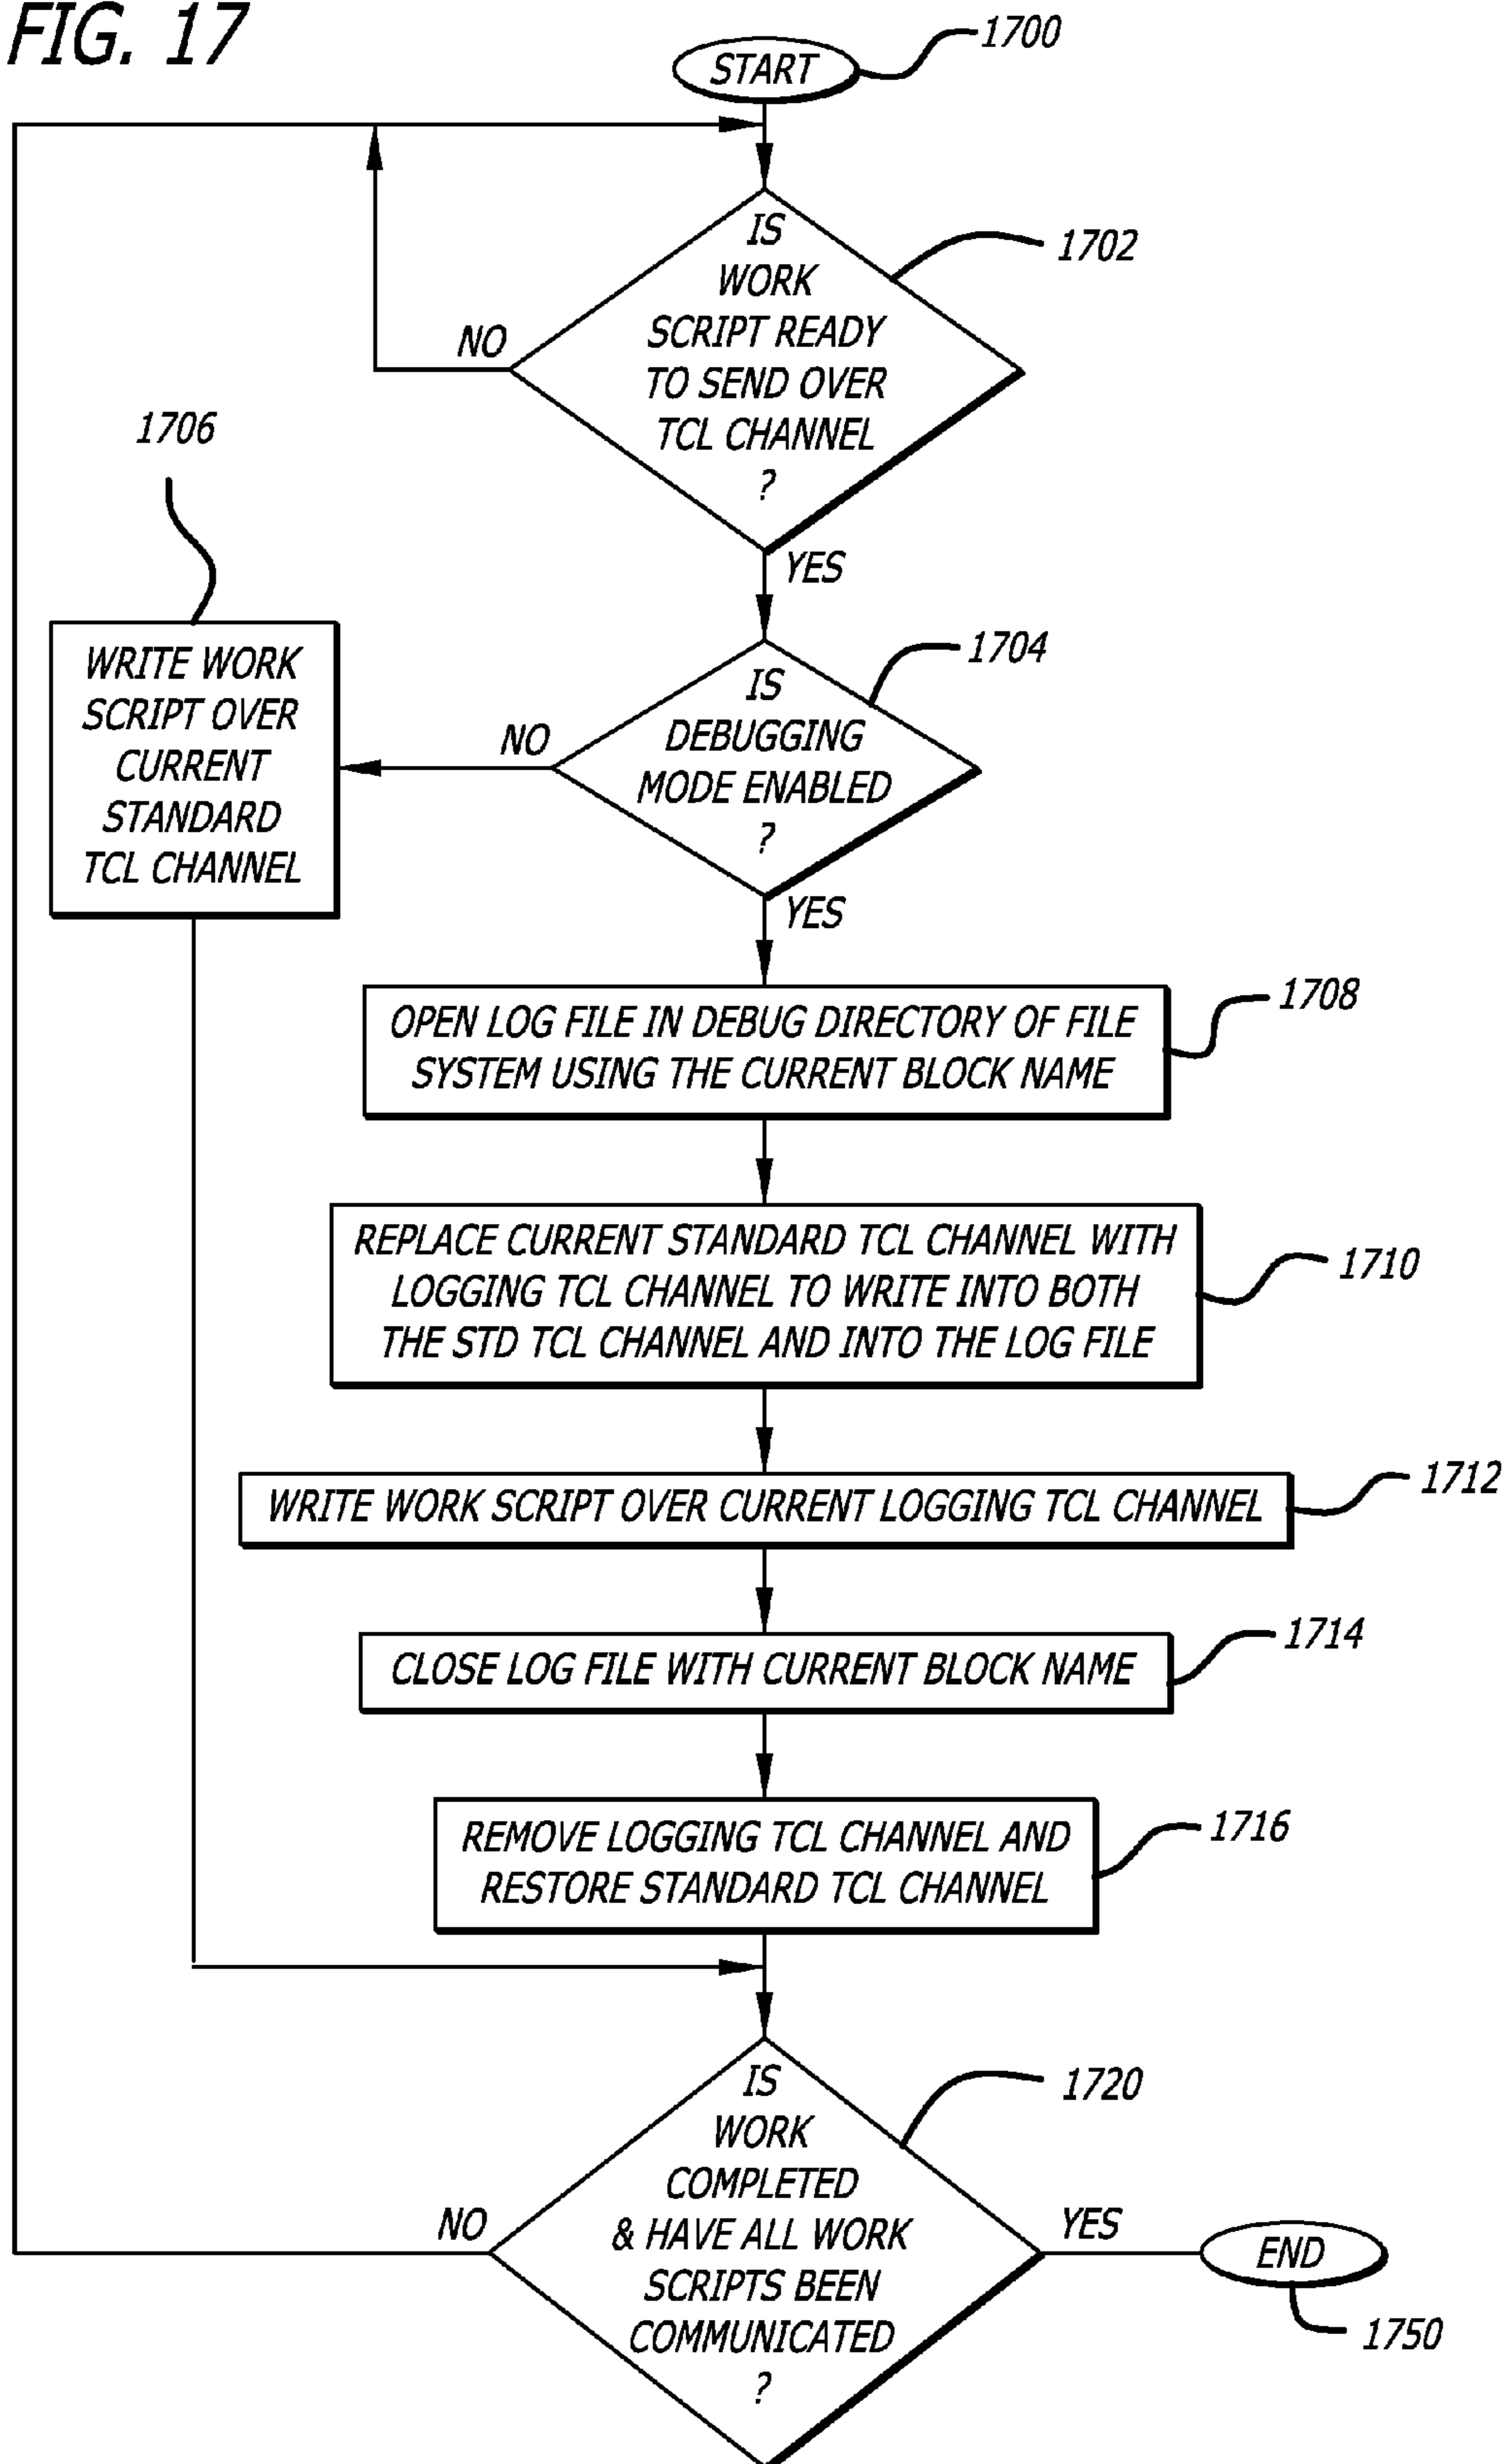 FIG. 17
START
1700
IS
WORK
SCRIPT READY
TO SEND OVER
TCL CHANNEL
?
1702
NO
YES
1706
WRITE WORK
SCRIPT OVER
CURRENT
STANDARD
TCL CHANNEL
NO
IS
DEBUGGING
MODE ENABLED
?
1704
YES
OPEN LOG FILE IN DEBUG DIRECTORY OF FILE
SYSTEM USING THE CURRENT BLOCK NAME
1708
REPLACE CURRENT STANDARD TCL CHANNEL WITH
LOGGING TCL CHANNEL TO WRITE INTO BOTH
THE STD TCL CHANNEL AND INTO THE LOG FILE
1710
WRITE WORK SCRIPT OVER CURRENT LOGGING TCL CHANNEL
1712
CLOSE LOG FILE WITH CURRENT BLOCK NAME
1714
REMOVE LOGGING TCL CHANNEL AND
RESTORE STANDARD TCL CHANNEL
1716
IS
WORK
COMPLETED
& HAVE ALL WORK
SCRIPTS BEEN
COMMUNICATED
?
1720
NO
YES
END
1750